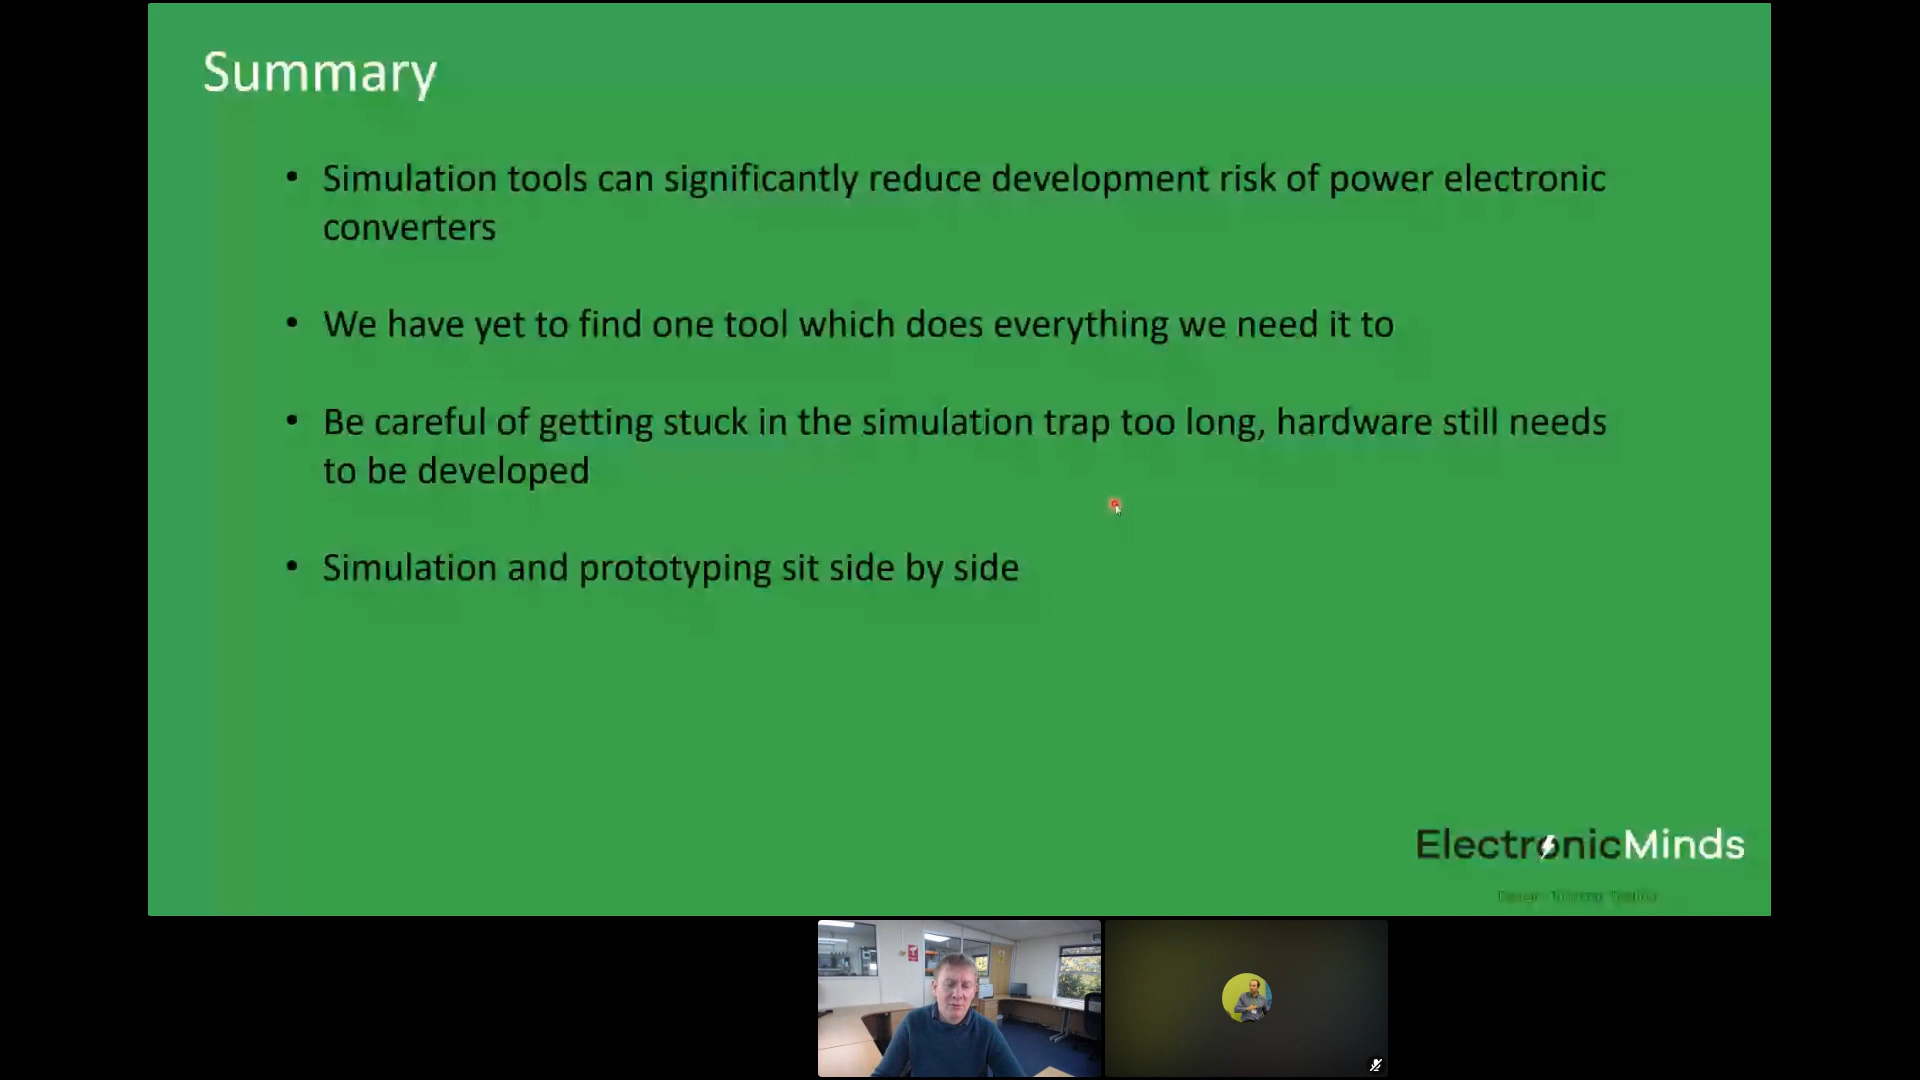 Summary
• Simulation tools can significantly reduce development risk of power electronic
converters
• We have yet to find one tool which does everything we need it to
• Be careful of getting stuck in the simulation trap too long, hardware still needs
to be developed
• Simulation and prototyping sit side by side
ElectronicMinds